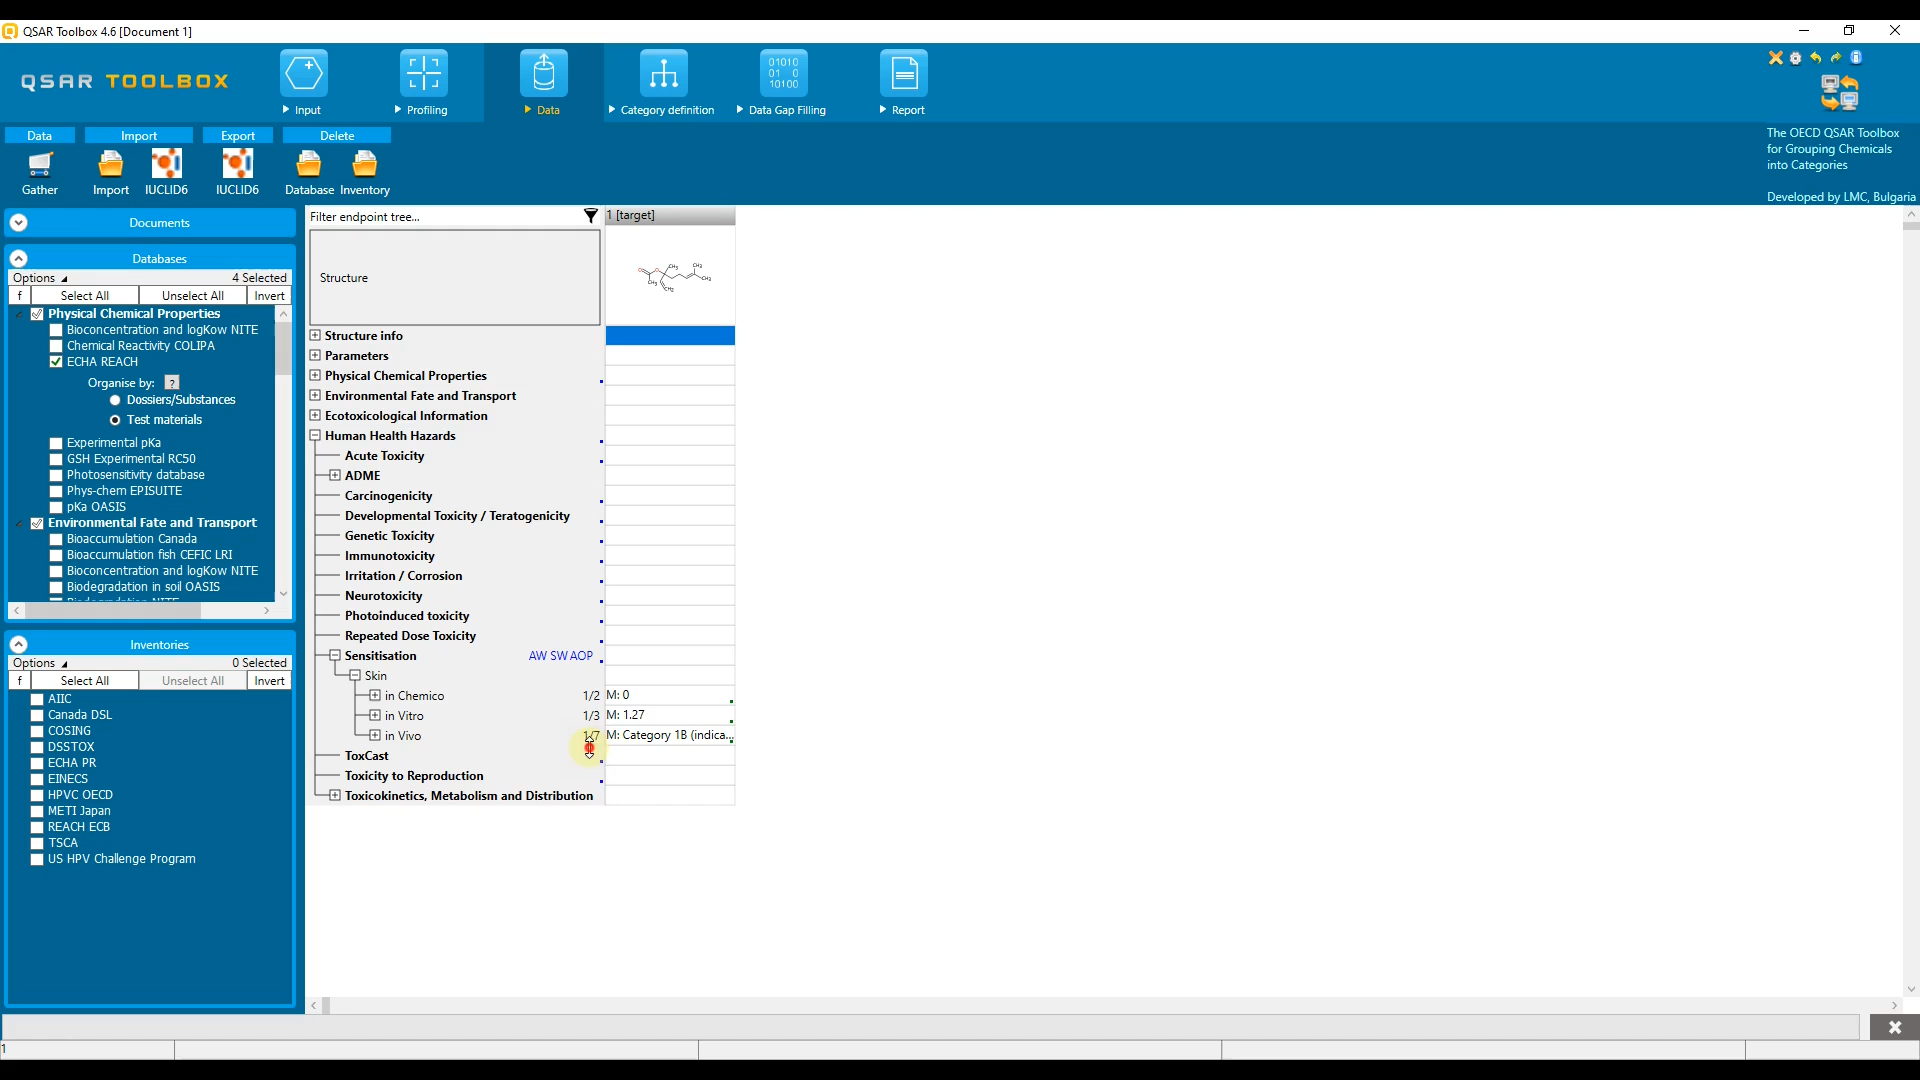 QSAR Toolbox 4.6 [Document 1]
QSAR TOOLBOX
Input
Profiling
Data
Category definition
Data Gap Filling
Report
Data
Import
Export
Delete
Gather
Import
IUCLID6
IUCLID6
Database
Inventory
The OECD QSAR Toolbox
for Grouping Chemicals
into Categories
Developed by LMC, Bulgaria
Documents
Databases
Options
4 Selected
f
Select All
Unselect All
Invert
Physical Chemical Properties
Bioconcentration and logKow NITE
Chemical Reactivity COLIPA
ECHA REACH
Organise by: ?
Dossiers/Substances
Test materials
Experimental pKa
GSH Experimental RC50
Photosensitivity database
Phys-chem EPISUITE
pKa OASIS
Environmental Fate and Transport
Bioaccumulation Canada
Bioaccumulation fish CEFIC LRI
Bioconcentration and logKow NITE
Biodegradation in soil OASIS
Inventories
Options
0 Selected
f
Select All
Unselect All
Invert
AIIC
Canada DSL
COSING
DSSTOX
ECHA PR
EINECS
HPVC OECD
METI Japan
REACH ECB
TSCA
US HPV Challenge Program
Filter endpoint tree...
1 [target]
Structure
Structure info
Parameters
Physical Chemical Properties
Environmental Fate and Transport
Ecotoxicological Information
Human Health Hazards
Acute Toxicity
ADME
Carcinogenicity
Developmental Toxicity / Teratogenicity
Genetic Toxicity
Immunotoxicity
Irritation / Corrosion
Neurotoxicity
Photoinduced toxicity
Repeated Dose Toxicity
Sensitisation AW SW AOP
Skin
in Chemico 1/2 M: 0
in Vitro 1/3 M: 1.27
in Vivo 1/7 M: Category 1B (indica...
ToxCast
Toxicity to Reproduction
Toxicokinetics, Metabolism and Distribution
1